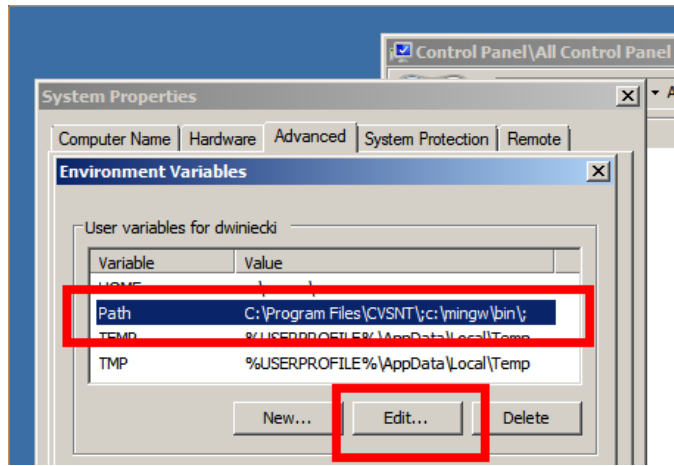 Control Panel\All Control Panel
System Properties
A
Computer Name Hardware Advanced System Protection Remote
Environment Variables
User variables for dwiniecki
Variable Value
Path C:\Program Files\CVSNT\;c:\mingw\bin\;
TEMP %USERPROFILE%\AppData\Local\Temp
TMP %USERPROFILE%\AppData\Local\Temp
New... Edit... Delete